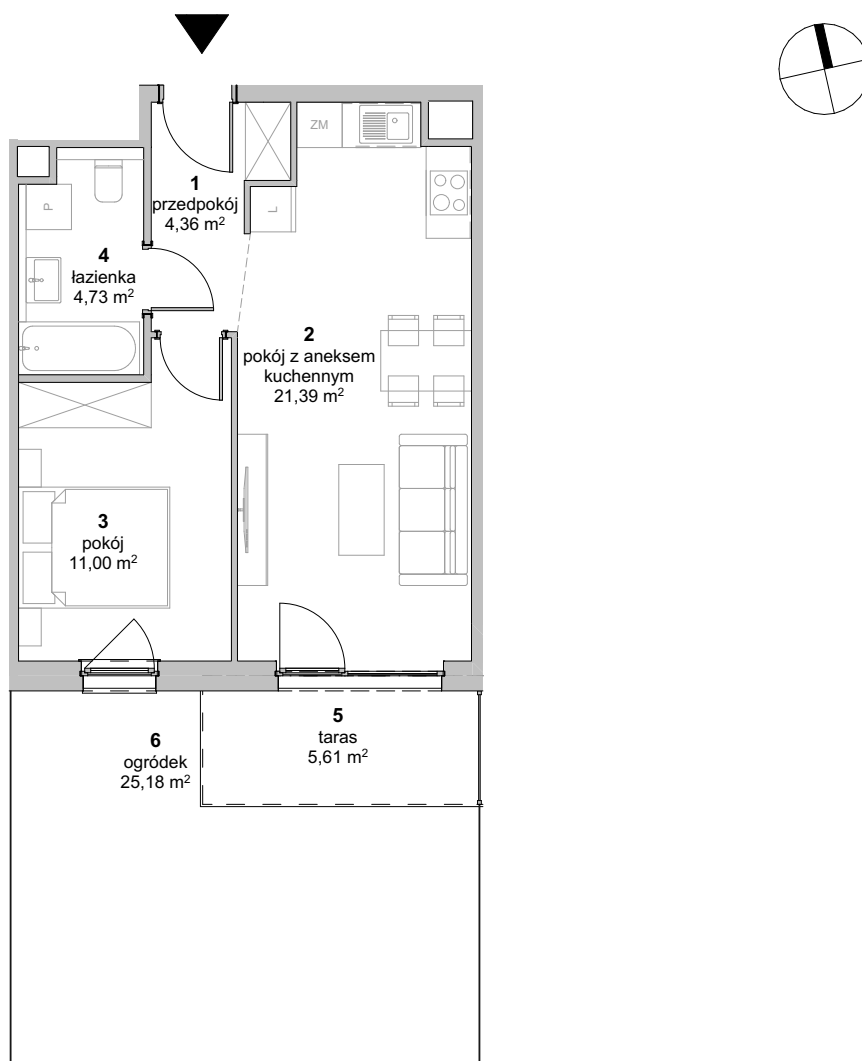 ZM
1
przedpokój
4,36 m²
P
L
4
łazienka
4,73 m²
2
pokój z aneksem
kuchennym
21,39 m²
3
pokój
11,00 m²
5
taras
5,61 m²
6
ogródek
25,18 m²